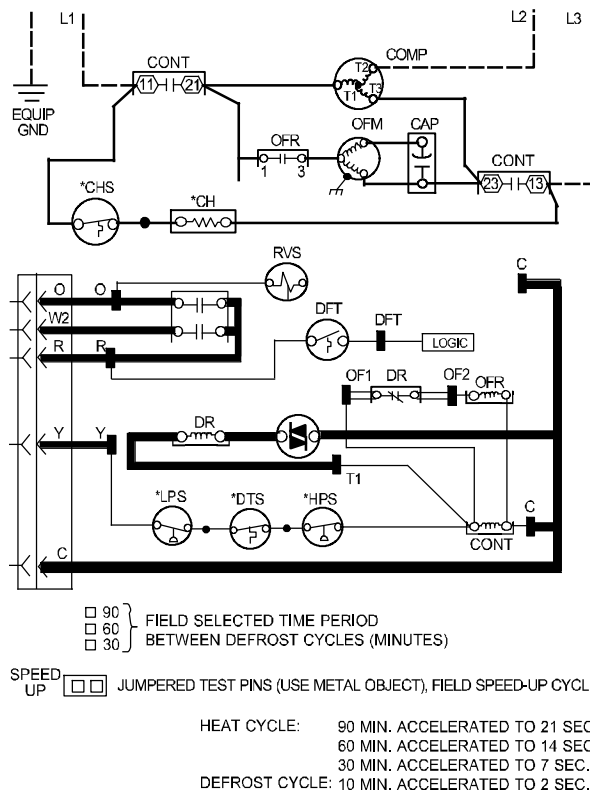 L1
L2
L3
CONT
11
21
COMP
T2
T1
T3
EQUIP
GND
OFM
CAP
OFR
1
3
CONT
23
13
*CHS
*CH
RVS
C
O
O
W2
R
R
DFT
DFT
LOGIC
OF1
DR
OF2
OFR
DR
Y
Y
T1
*LPS
*DTS
*HPS
C
CONT
C
90
60
30
FIELD SELECTED TIME PERIOD
BETWEEN DEFROST CYCLES (MINUTES)
SPEED
UP
JUMPERED TEST PINS (USE METAL OBJECT), FIELD SPEED-UP CYCL
HEAT CYCLE: 90 MIN. ACCELERATED TO 21 SEC
60 MIN. ACCELERATED TO 14 SEC
30 MIN. ACCELERATED TO 7 SEC.
DEFROST CYCLE: 10 MIN. ACCELERATED TO 2 SEC.